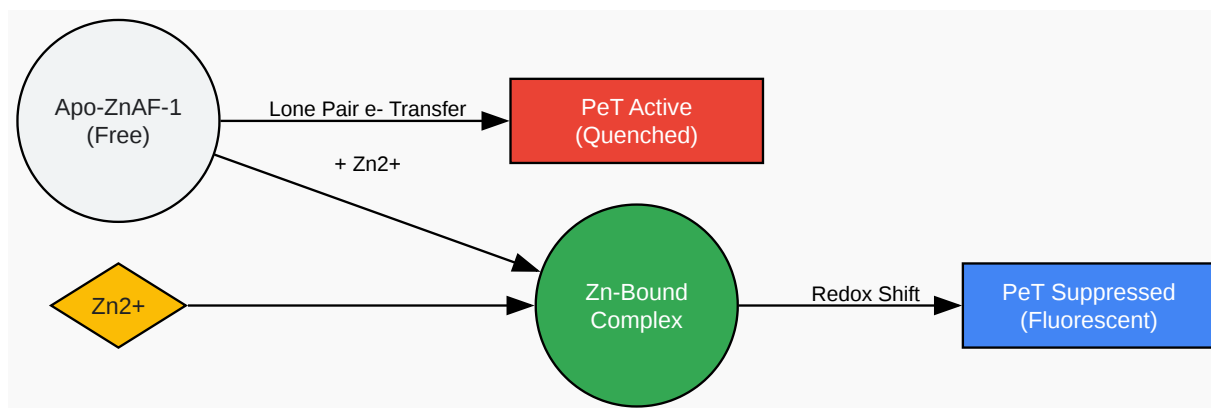 Apo-ZnAF-1
(Free)
Lone Pair e- Transfer
PeT Active
(Quenched)
+ Zn2+
Zn2+
Zn-Bound
Complex
Redox Shift
PeT Suppressed
(Fluorescent)